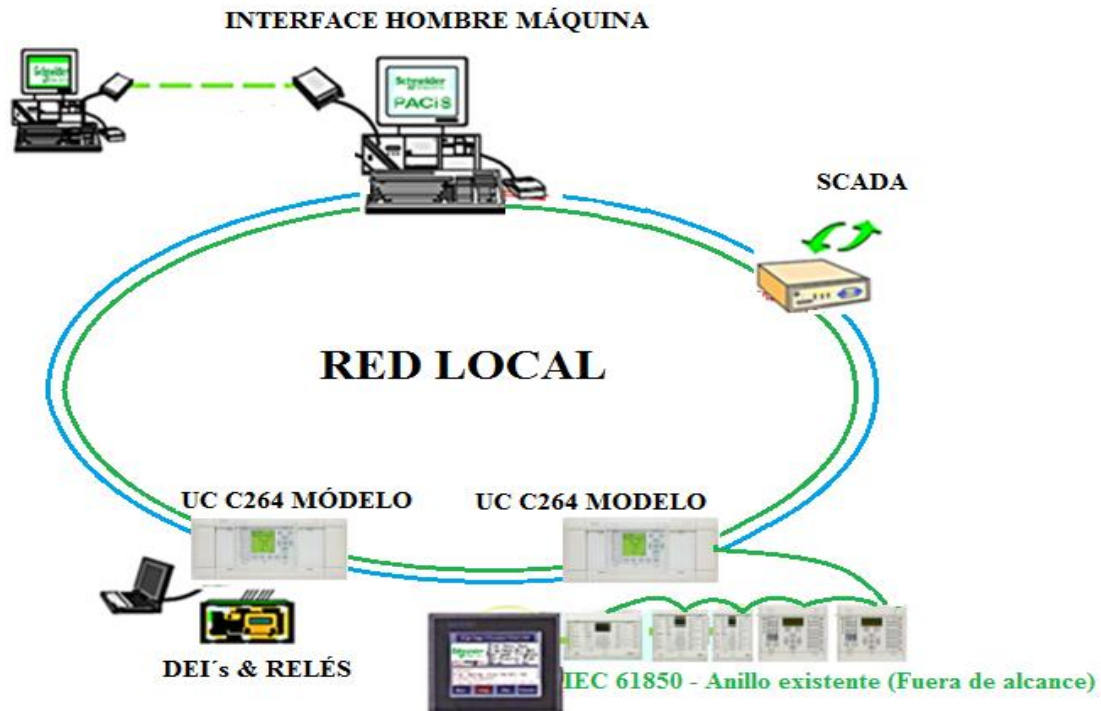 INTERFACE HOMBRE MÁQUINA
Schneider
Schneider
PACiS
SCADA
RED LOCAL
UC C264 MÓDELO
UC C264 MODELO
DEI´s & RELÉS
IEC 61850 - Anillo existente (Fuera de alcance)